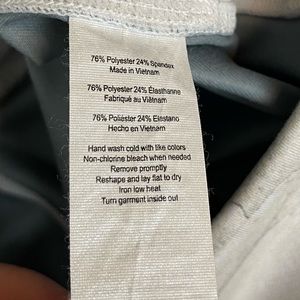 76% Polyester 24% Spandex
Made in Vietnam
76% Polyester 24% Élasthanne
Fabriqué au Viêtnam
76% Poliéster 24% Elastano
Hecho en Vietnam
Hand wash cold with like colors
Non-chlorine bleach when needed
Remove promptly
Reshape and lay flat to dry
Iron low heat
Turn garment inside out